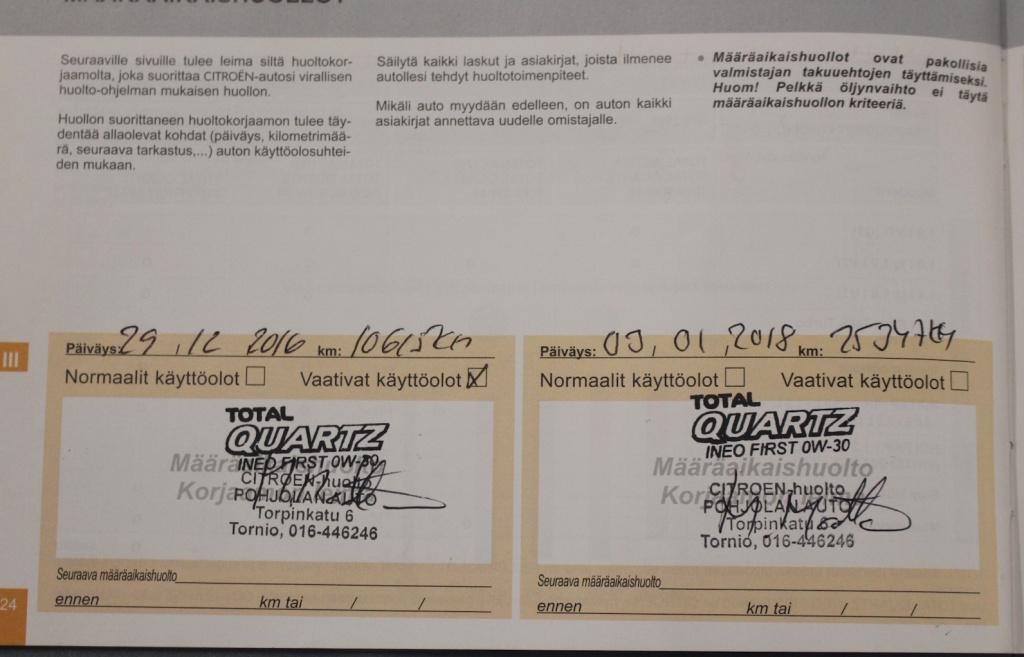 MÄÄRÄAIKAISHUOLLOT
Seuraaville sivuille tulee leima siltä huoltokor-
jaamolta, joka suorittaa CITROËN-autosi virallisen
huolto-ohjelman mukaisen huollon.
Huollon suorittaneen huoltokorjaamon tulee täy-
dentää allaolevat kohdat (päiväys, kilometrimää-
rä, seuraava tarkastus,...) auton käyttöolosuhtei-
den mukaan.
Säilytä kaikki laskut ja asiakirjat, joista ilmenee
autollesi tehdyt huoltotoimenpiteet.
Mikäli auto myydään edelleen, on auton kaikki
asiakirjat annettava uudelle omistajalle.
• Määräaikaishuollot ovat pakollisia
valmistajan takuuehtojen täyttämiseksi.
Huom! Pelkkä öljynvaihto ei täytä
määräaikaishuollon kriteeriä.
III
Päiväys: 29.12 2016 km: 10615km
Normaalit käyttöolot Vaativat käyttöolot
TOTAL
QUARTZ
INEO FIRST 0W-30
CITROEN-huolto
POHJOLAN AUTO
Torpinkatu 6
Tornio, 016-446246
Seuraava määräaikaishuolto
ennen km tai / /
Päiväys: 03.01.2018 km: 25347km
Normaalit käyttöolot Vaativat käyttöolot
TOTAL
QUARTZ
INEO FIRST 0W-30
Määräaikaishuolto
CITROEN-huolto
POHJOLAN AUTO
Torpinkatu 6
Tornio, 016-446246
Seuraava määräaikaishuolto
ennen km tai / /
24